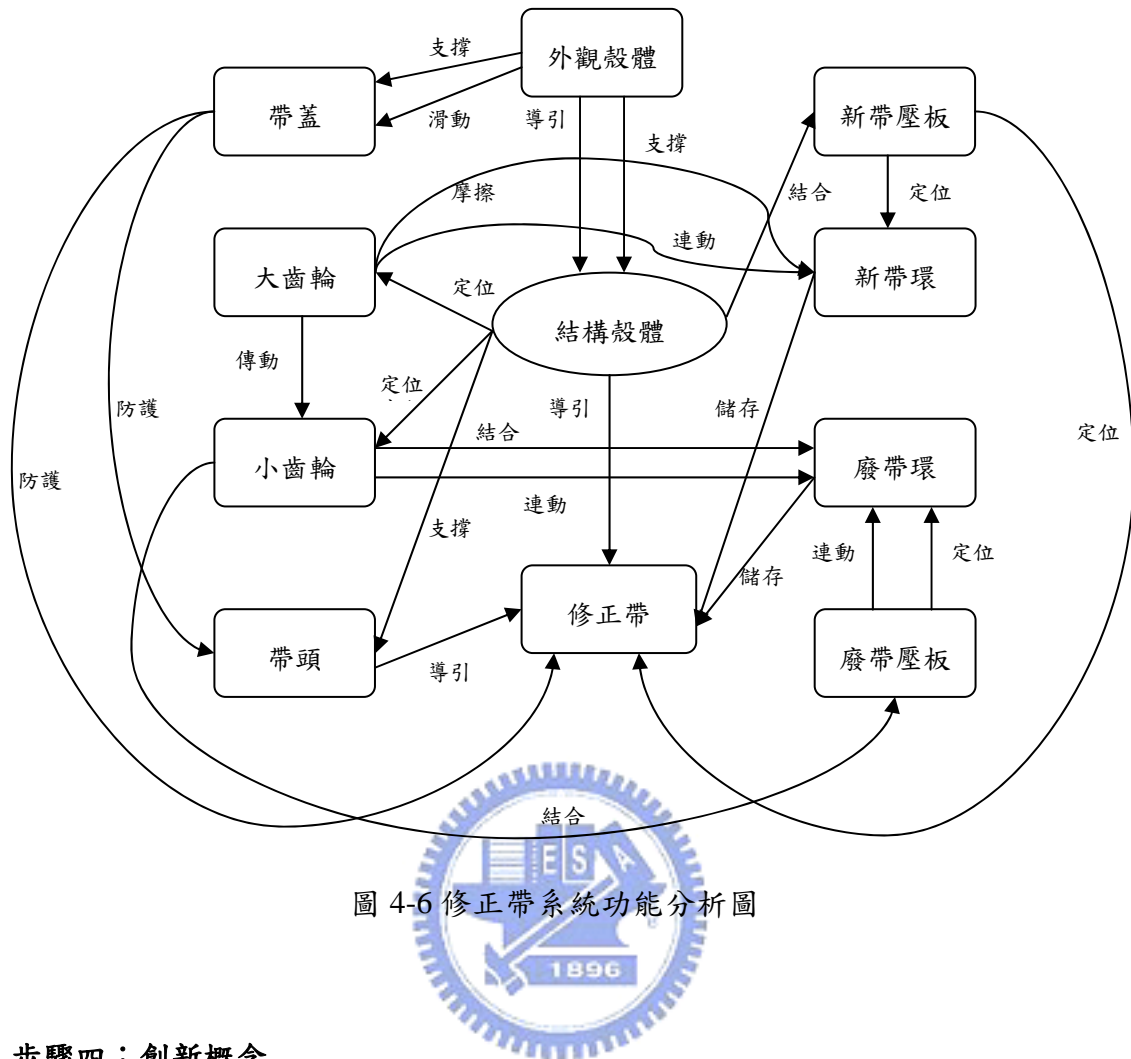 外觀殼體
支撐
帶蓋
滑動
導引
支撐
新帶壓板
摩擦
結合
定位
大齒輪
連動
新帶環
定位
結構殼體
傳動
定位
導引
儲存
防護
結合
定位
小齒輪
廢帶環
防護
連動
支撐
連動
定位
儲存
修正帶
帶頭
導引
廢帶壓板
結合
ESA
圖 4-6 修正帶系統功能分析圖
1896
步驟四：創新概念